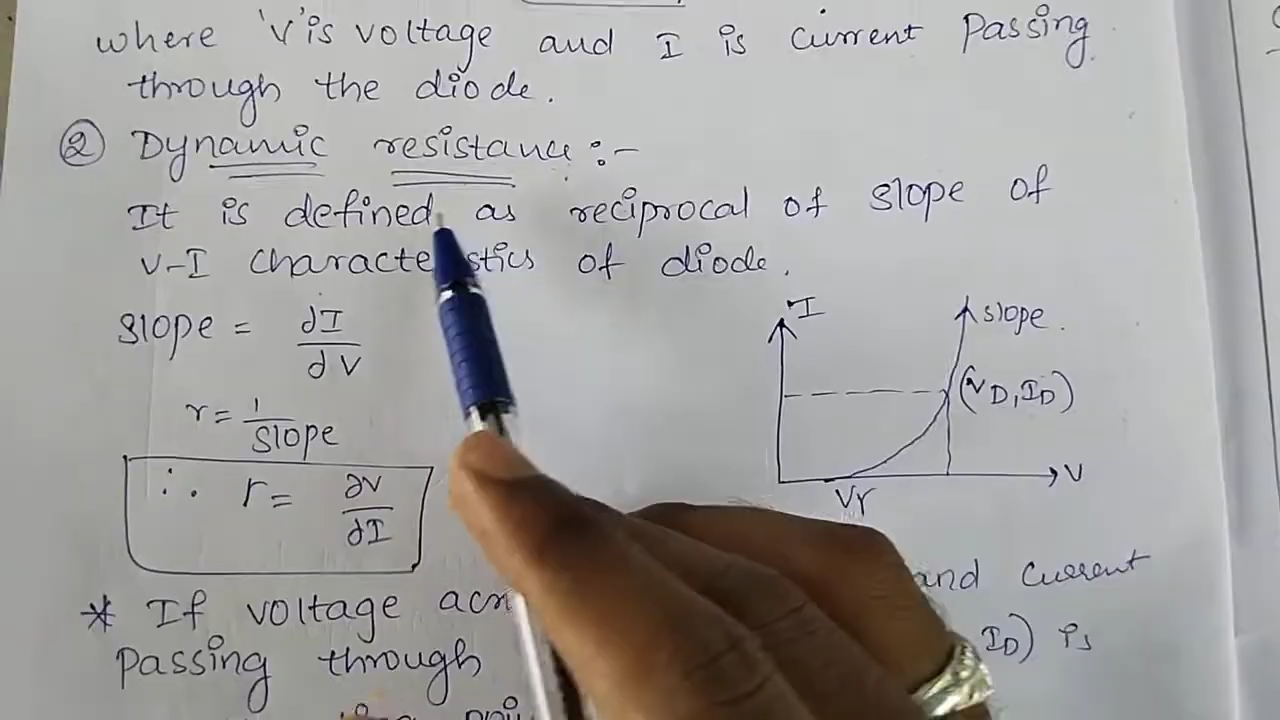 where 'V' is voltage and I is current passing
through the diode.
② Dynamic resistance :-
It is defined as reciprocal of slope of
V-I characteristics of diode.
slope = ∂I/∂V
r = 1/slope
∴ r = ∂V/∂I
I
slope.
(VD, ID)
V
Vr
* If voltage and current
passing through ID) is